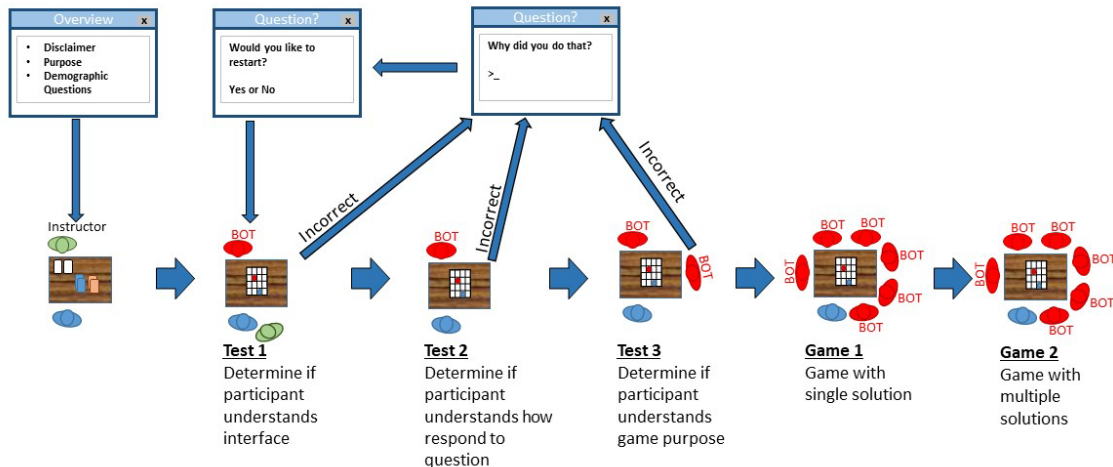 Overview x
• Disclaimer
• Purpose
• Demographic
Questions
Question? x
Would you like to
restart?
Yes or No
Question? x
Why did you do that?
>_
Instructor
BOT
Incorrect
BOT
Incorrect
BOT
BOT
Incorrect
BOT
BOT
BOT
BOT
BOT
BOT
BOT
BOT
BOT
BOT
BOT
BOT
Test 1
Determine if
participant
understands
interface
Test 2
Determine if
participant
understands how
respond to
question
Test 3
Determine if
participant
understands
game purpose
Game 1
Game with
single solution
Game 2
Game with
multiple
solutions